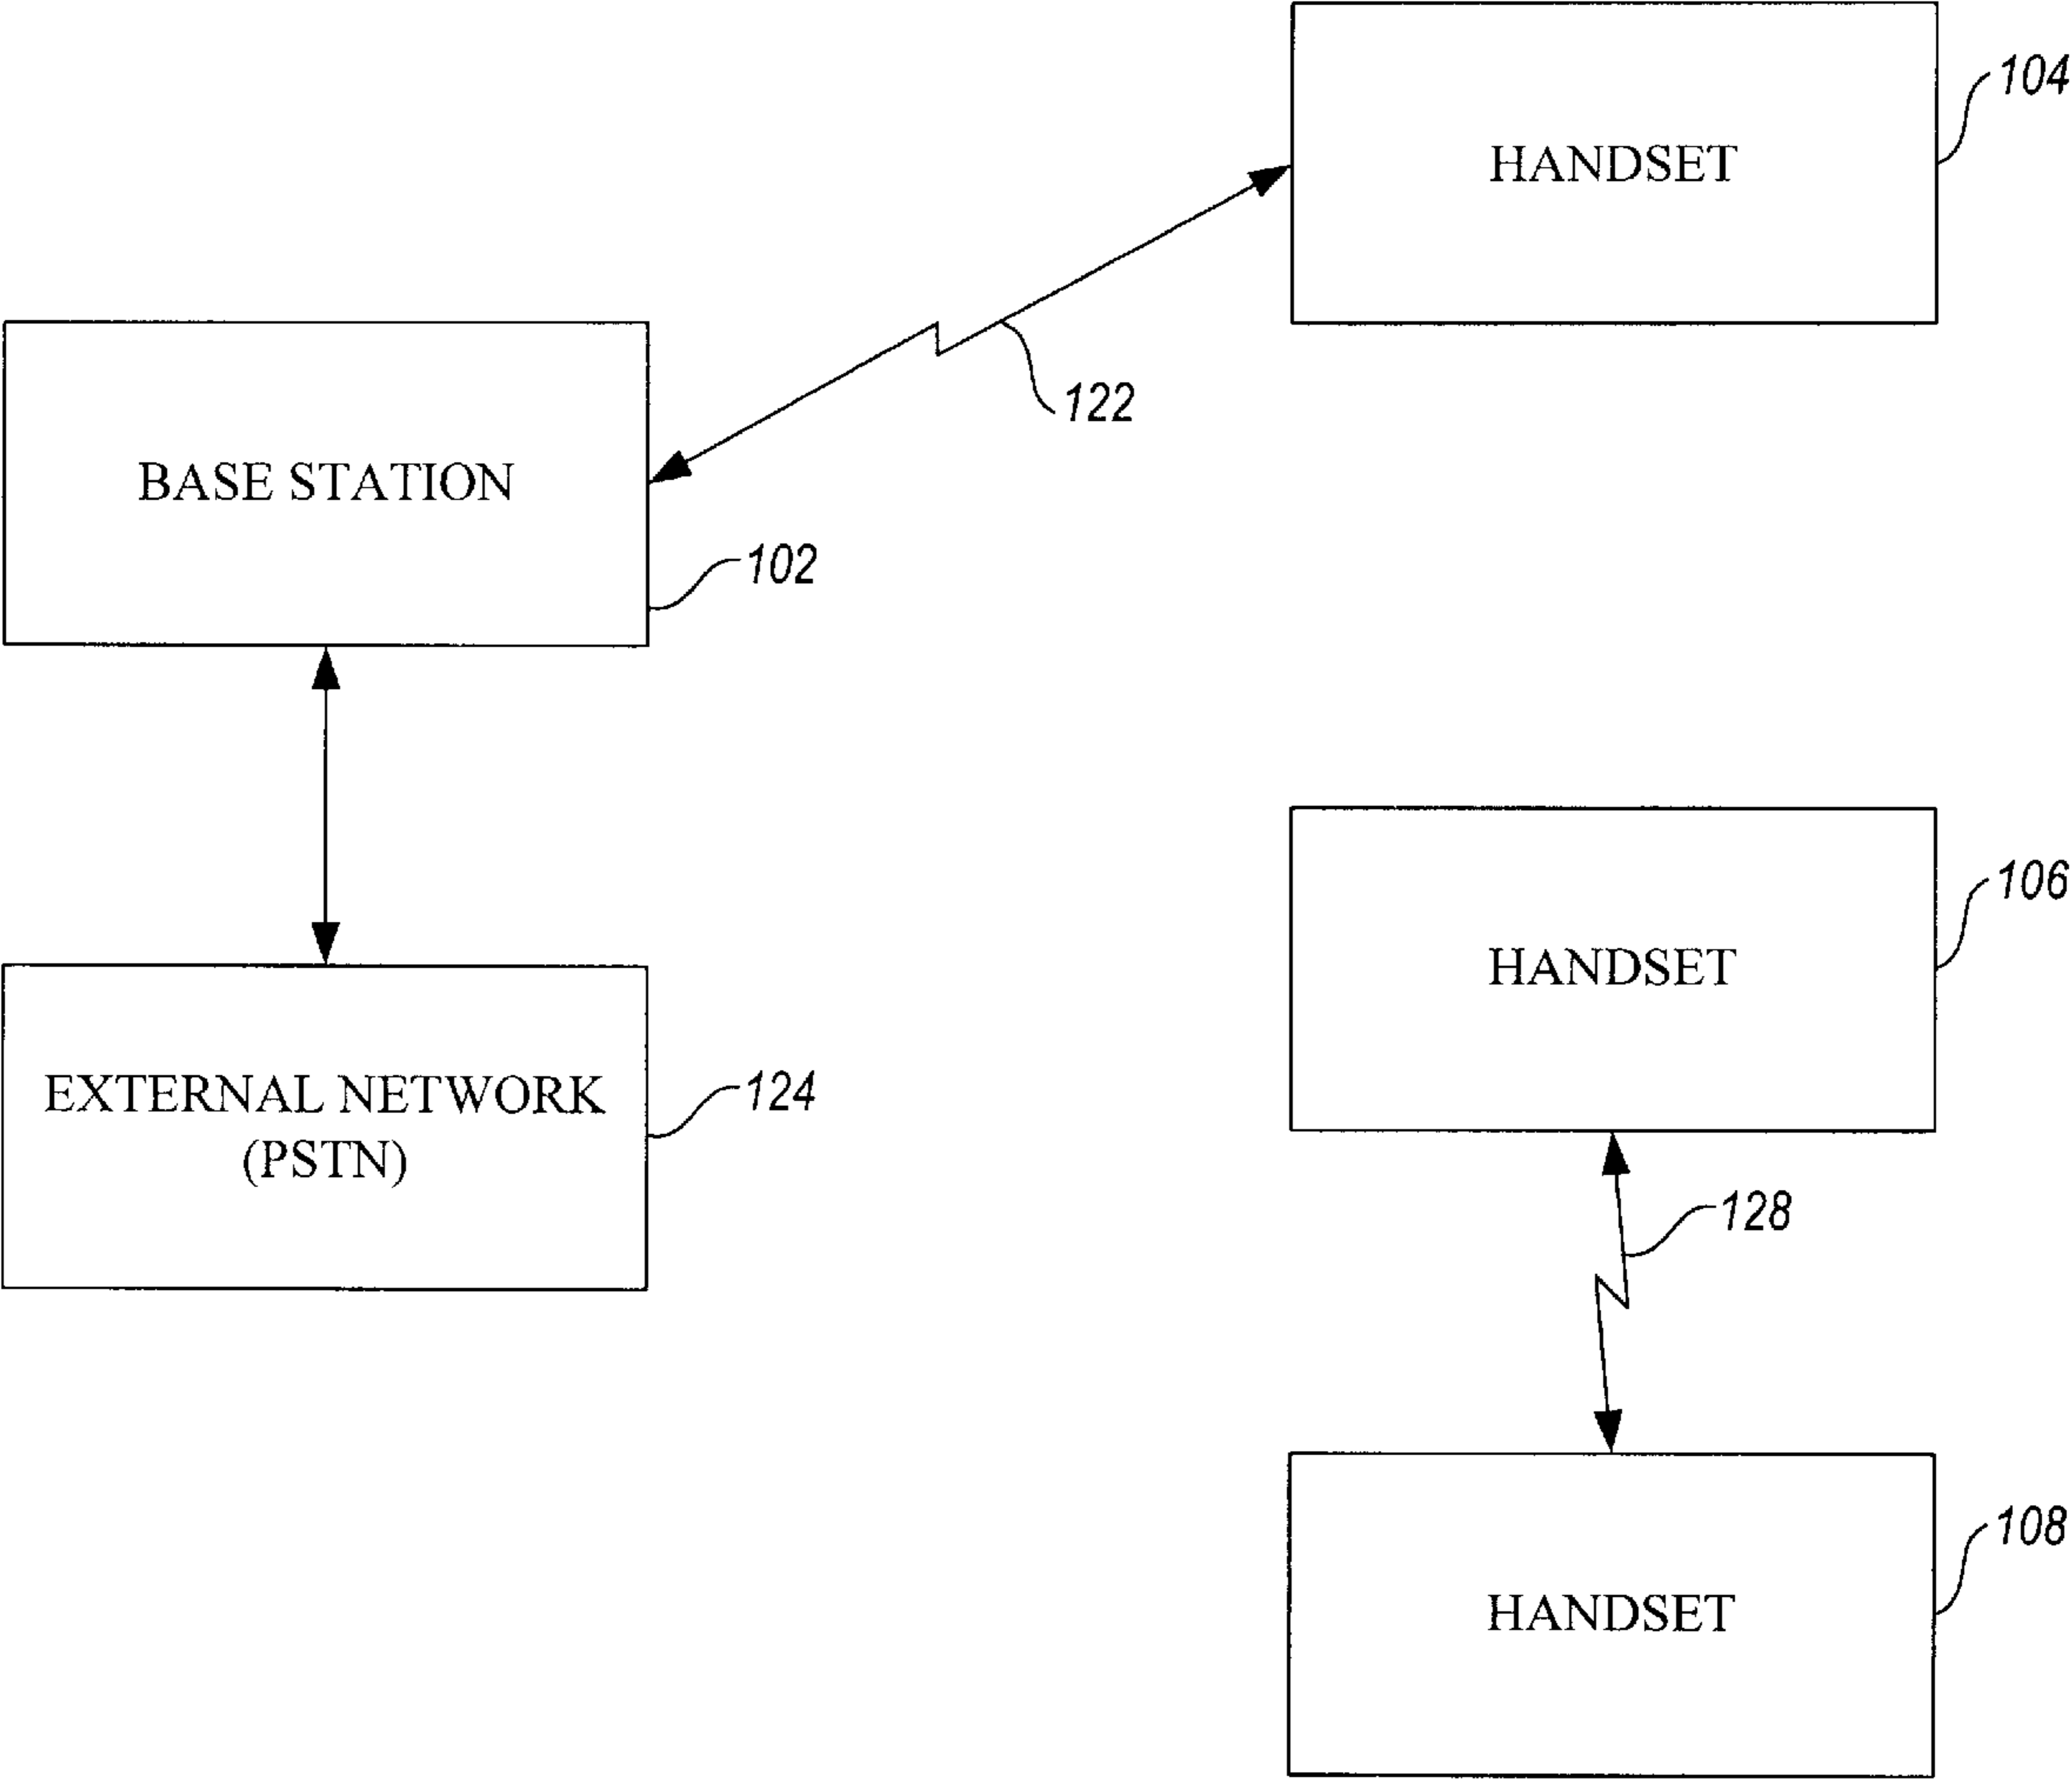 104
HANDSET
122
BASE STATION
102
106
HANDSET
EXTERNAL NETWORK
(PSTN)
124
128
108
HANDSET